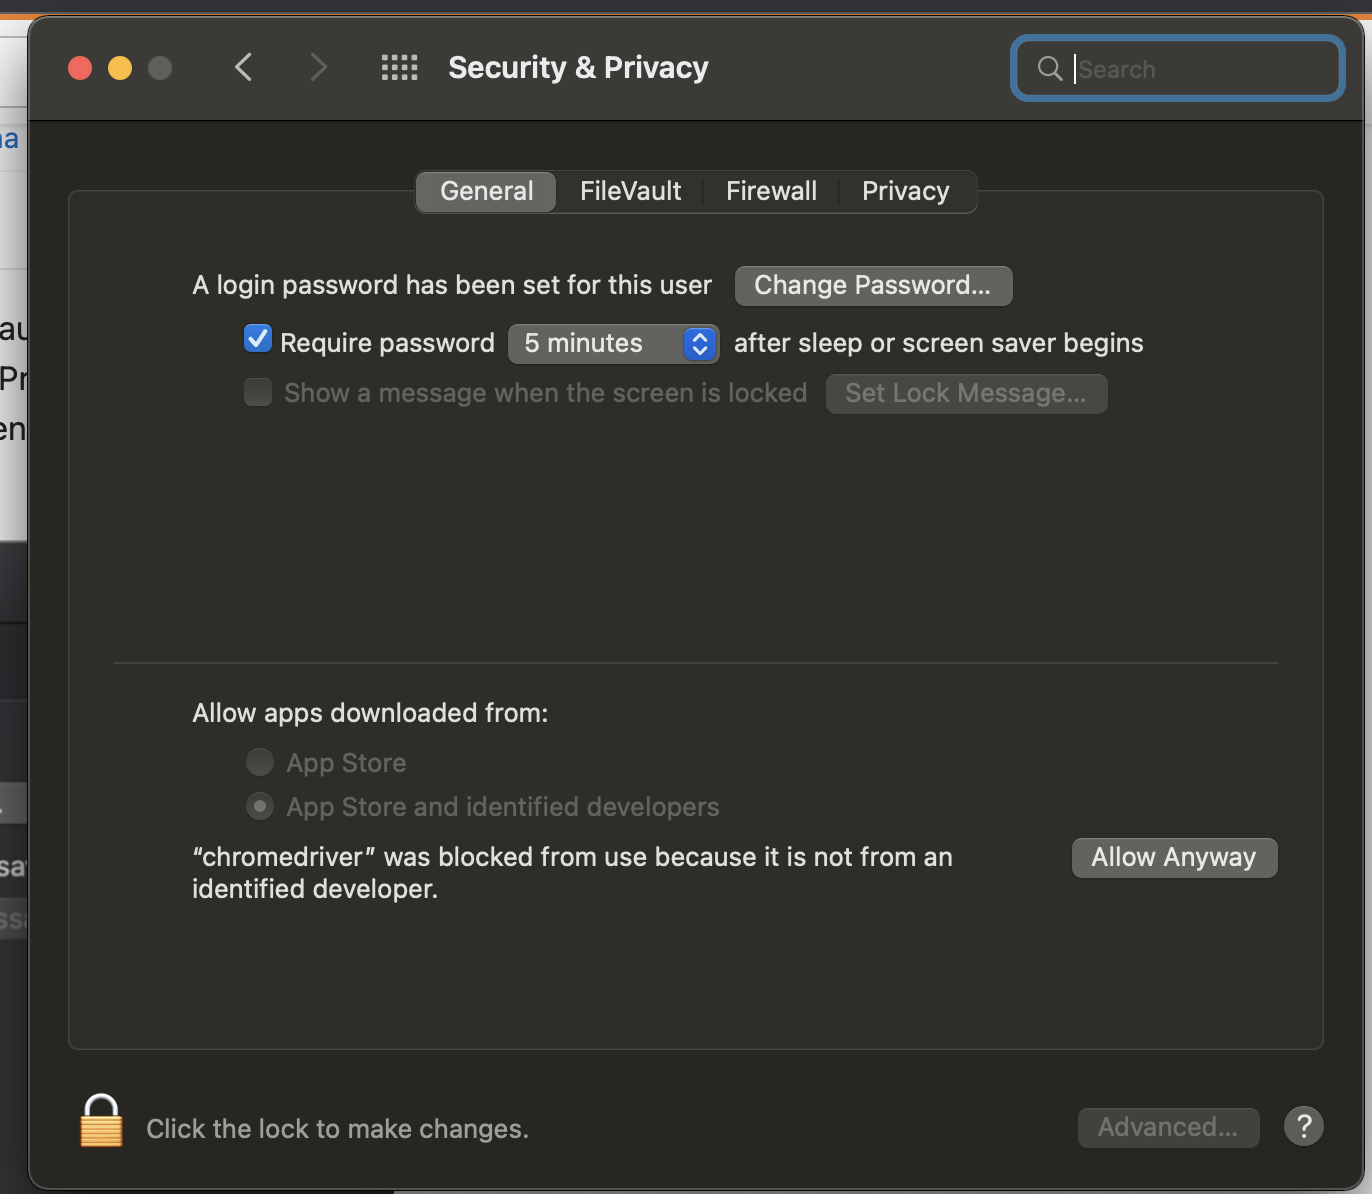 Security & Privacy
Search
General
FileVault
Firewall
Privacy
A login password has been set for this user
Change Password...
Require password
5 minutes
after sleep or screen saver begins
Show a message when the screen is locked
Set Lock Message...
Allow apps downloaded from:
App Store
App Store and identified developers
“chromedriver” was blocked from use because it is not from an
identified developer.
Allow Anyway
Click the lock to make changes.
Advanced...
?